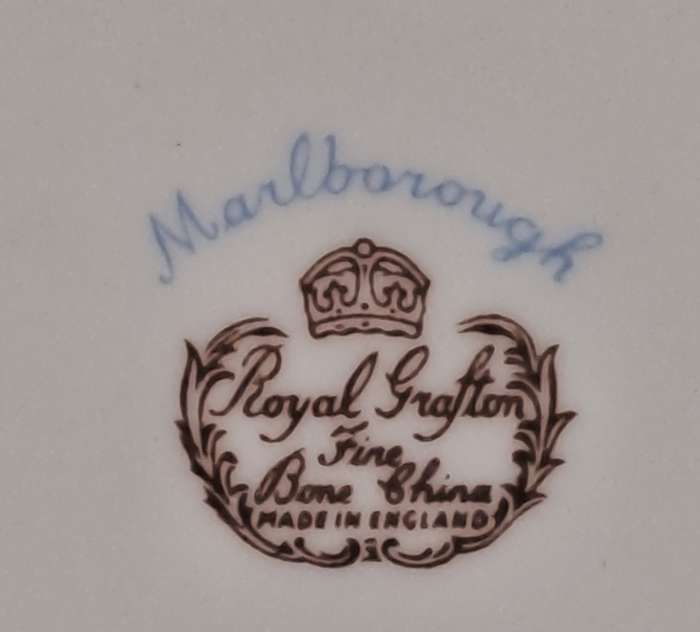 Marlborough
Royal Grafton
Fine
Bone China
MADE IN ENGLAND